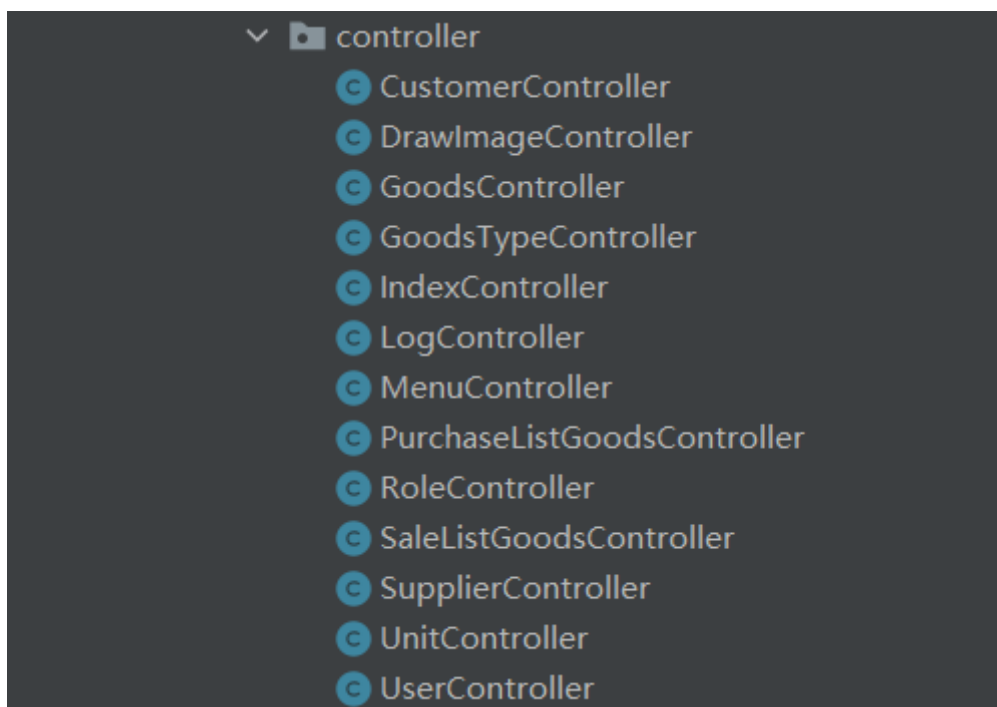 controller
CustomerController
DrawImageController
GoodsController
GoodsTypeController
IndexController
LogController
MenuController
PurchaseListGoodsController
RoleController
SaleListGoodsController
SupplierController
UnitController
UserController